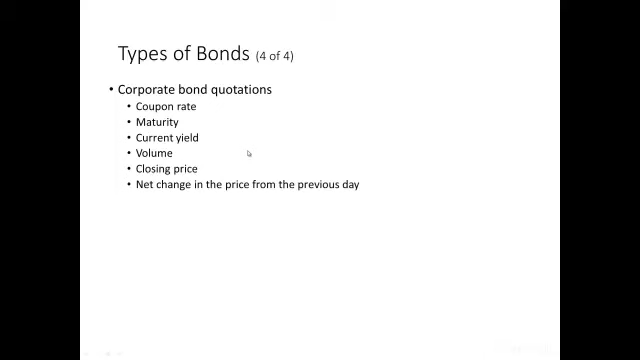 Types of Bonds (4 of 4)
• Corporate bond quotations
• Coupon rate
• Maturity
• Current yield
• Volume
• Closing price
• Net change in the price from the previous day